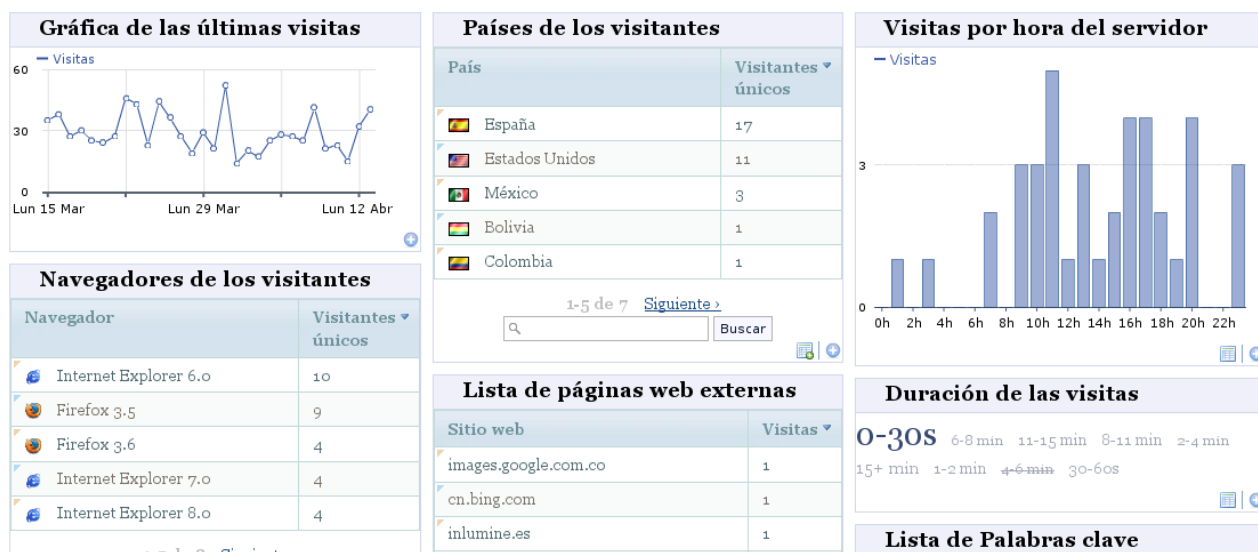 Gráfica de las últimas visitas
Visitas
60
30
0
Lun 15 Mar Lun 29 Mar Lun 12 Abr
Navegadores de los visitantes
Navegador Visitantes únicos
Internet Explorer 6.0 10
Firefox 3.5 9
Firefox 3.6 4
Internet Explorer 7.0 4
Internet Explorer 8.0 4
Países de los visitantes
País Visitantes únicos
España 17
Estados Unidos 11
México 3
Bolivia 1
Colombia 1
1-5 de 7 Siguiente ›
Buscar
Lista de páginas web externas
Sitio web Visitas
images.google.com.co 1
cn.bing.com 1
inlumine.es 1
Visitas por hora del servidor
Visitas
3
0
0h 2h 4h 6h 8h 10h 12h 14h 16h 18h 20h 22h
Duración de las visitas
0-30s 6-8 min 11-15 min 8-11 min 2-4 min
15+ min 1-2 min 4-6 min 30-60s
Lista de Palabras clave